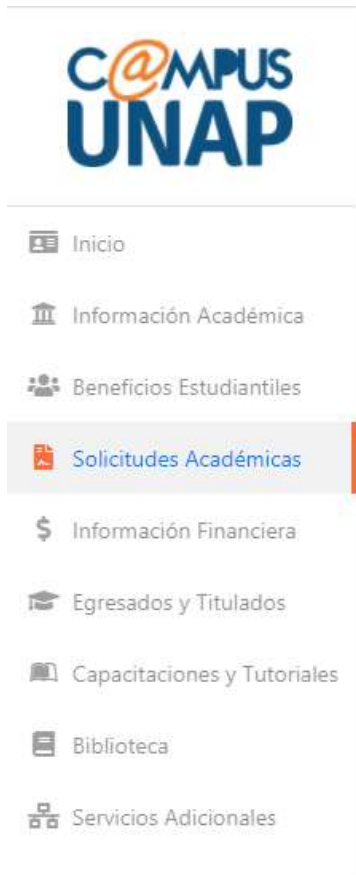 C@MPUS
UNAP
Inicio
Información Académica
Beneficios Estudiantiles
Solicitudes Académicas
Información Financiera
Egresados y Titulados
Capacitaciones y Tutoriales
Biblioteca
Servicios Adicionales